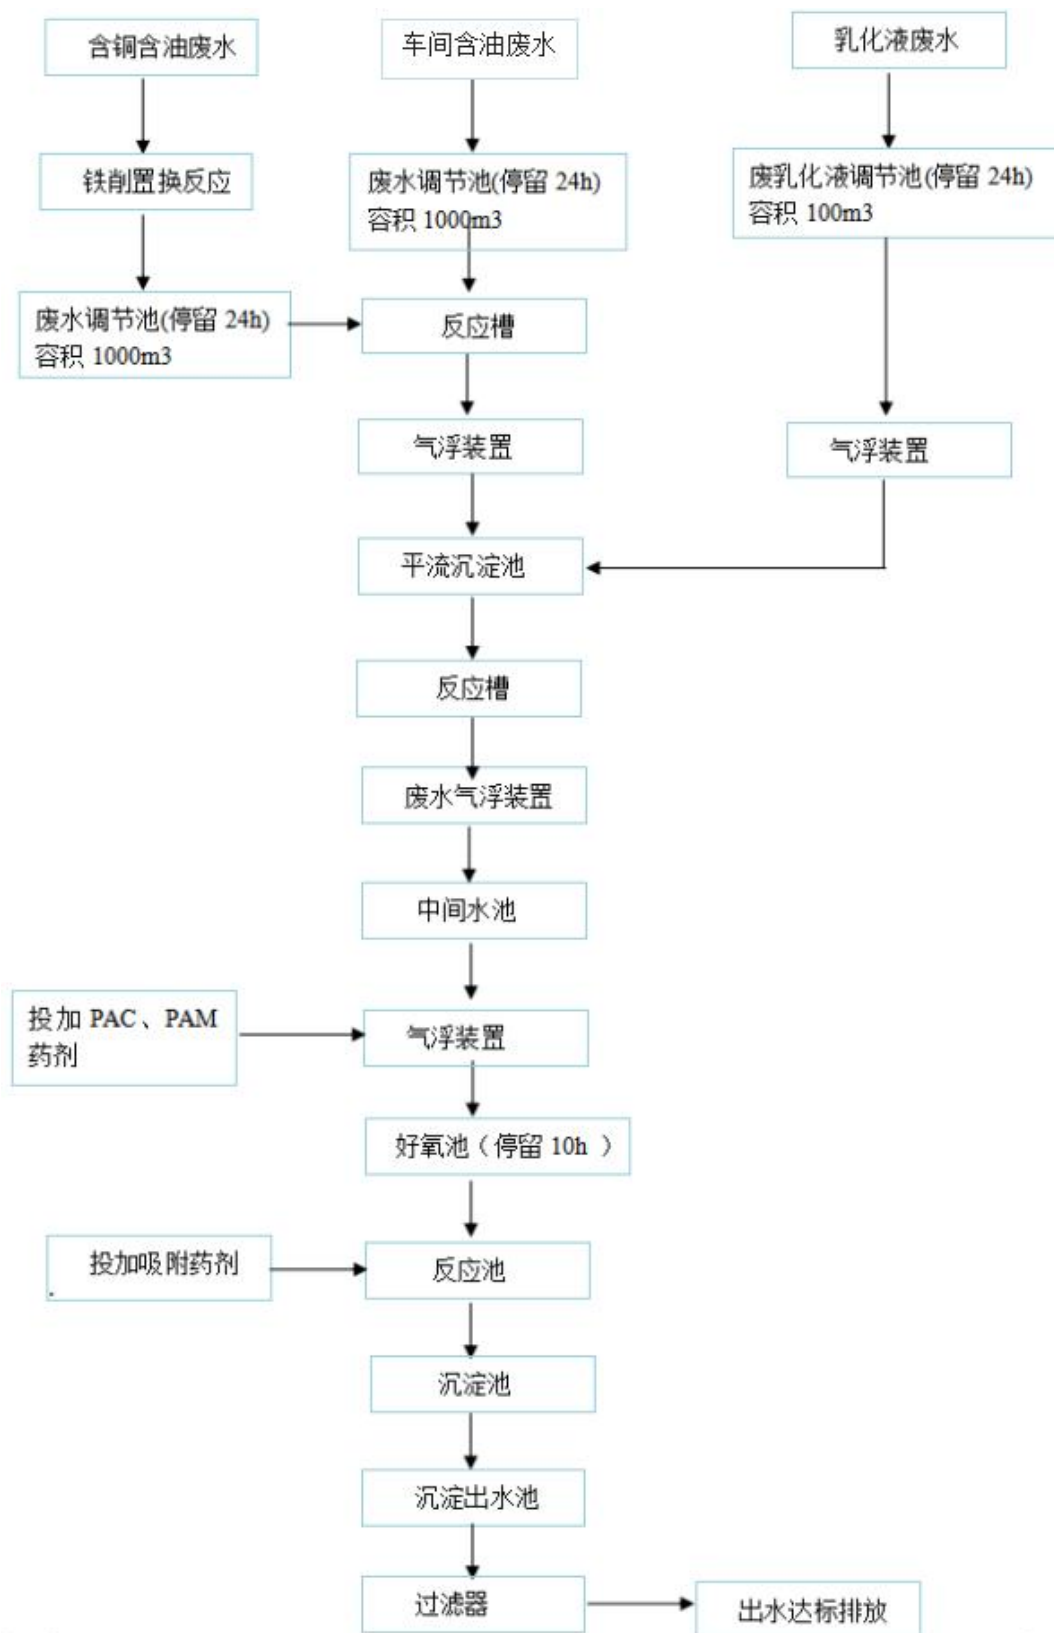 含铜含油废水
车间含油废水
乳化液废水
铁削置换反应
废水调节池(停留 24h)
容积 1000m3
废乳化液调节池(停留 24h)
容积 100m3
废水调节池(停留 24h)
容积 1000m3
反应槽
气浮装置
气浮装置
平流沉淀池
反应槽
废水气浮装置
中间水池
投加 PAC、PAM
药剂
气浮装置
好氧池（停留 10h ）
投加吸附药剂
.
反应池
沉淀池
沉淀出水池
过滤器
出水达标排放